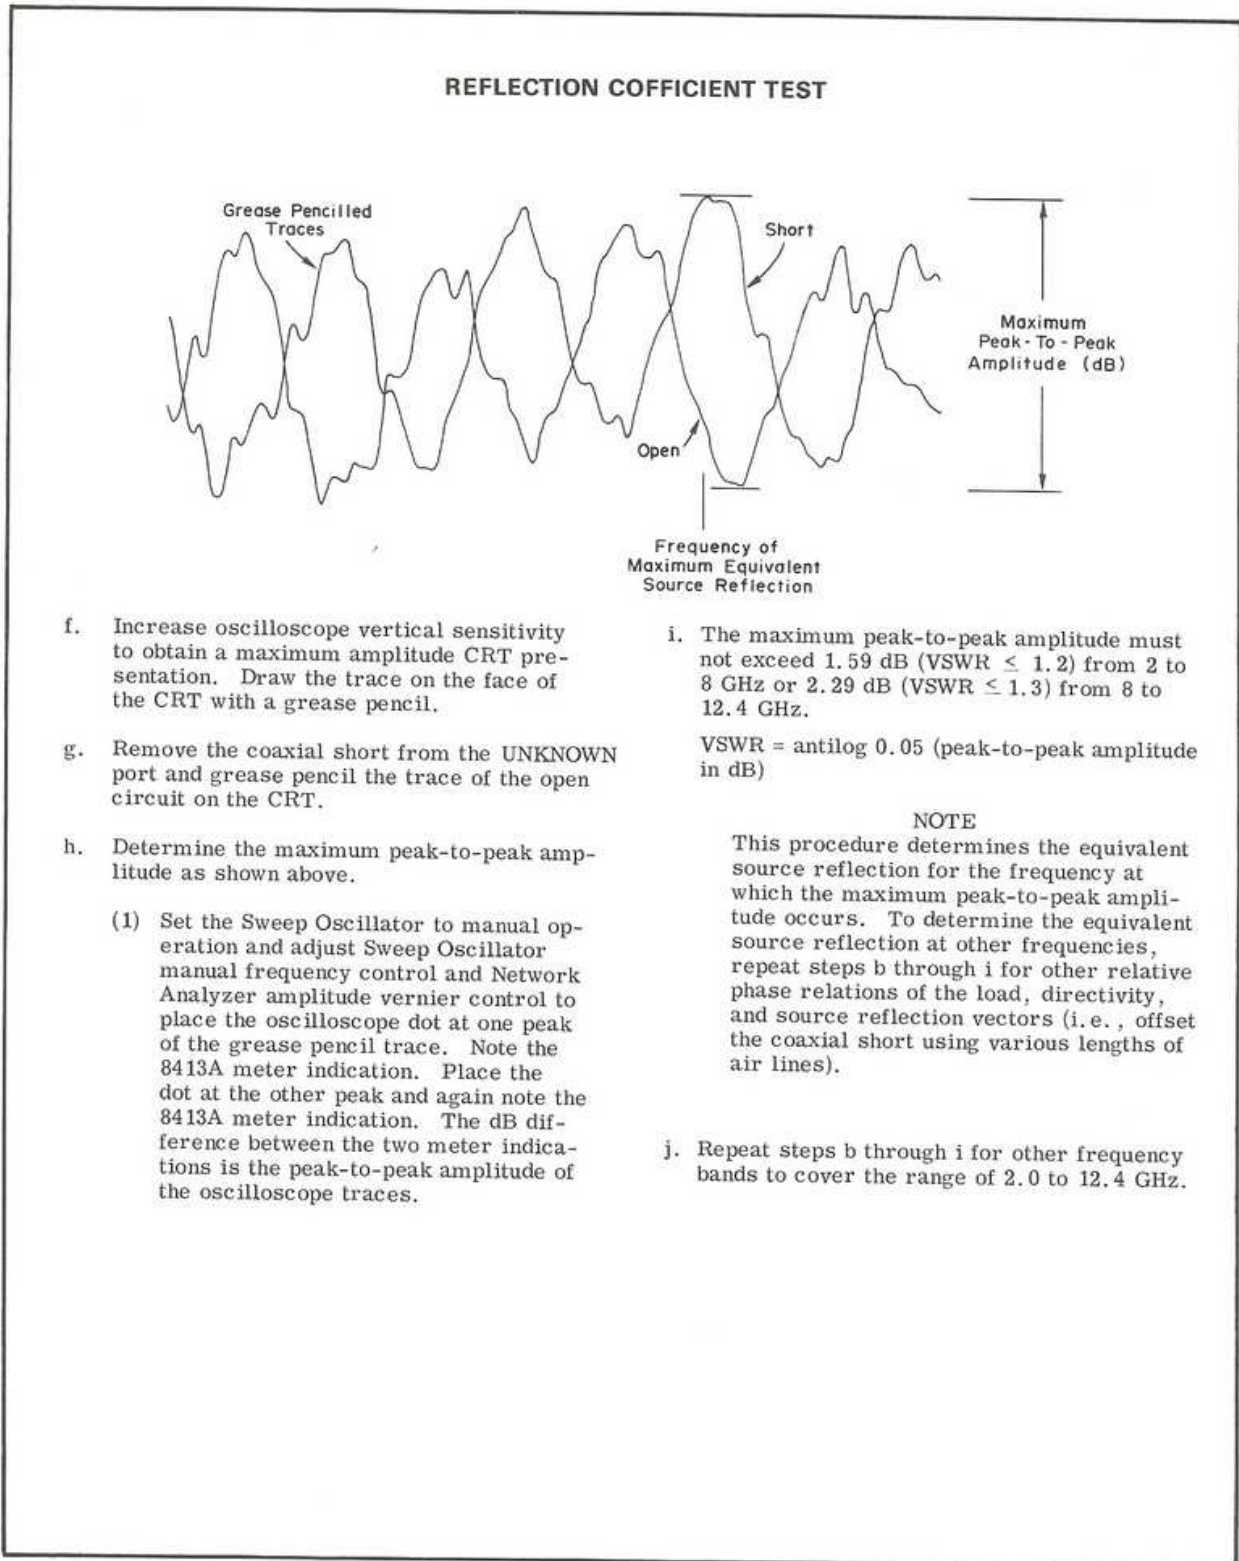 REFLECTION COFFICIENT TEST
Grease Pencilled
Traces
Short
Maximum
Peak-To-Peak
Amplitude (dB)
Open
Frequency of
Maximum Equivalent
Source Reflection
f. Increase oscilloscope vertical sensitivity
to obtain a maximum amplitude CRT pre-
sentation. Draw the trace on the face of
the CRT with a grease pencil.
g. Remove the coaxial short from the UNKNOWN
port and grease pencil the trace of the open
circuit on the CRT.
h. Determine the maximum peak-to-peak amp-
litude as shown above.
(1) Set the Sweep Oscillator to manual op-
eration and adjust Sweep Oscillator
manual frequency control and Network
Analyzer amplitude vernier control to
place the oscilloscope dot at one peak
of the grease pencil trace. Note the
8413A meter indication. Place the
dot at the other peak and again note the
8413A meter indication. The dB dif-
ference between the two meter indica-
tions is the peak-to-peak amplitude of
the oscilloscope traces.
i. The maximum peak-to-peak amplitude must
not exceed 1.59 dB (VSWR ≤ 1.2) from 2 to
8 GHz or 2.29 dB (VSWR ≤ 1.3) from 8 to
12.4 GHz.
VSWR = antilog 0.05 (peak-to-peak amplitude
in dB)
NOTE
This procedure determines the equivalent
source reflection for the frequency at
which the maximum peak-to-peak ampli-
tude occurs. To determine the equivalent
source reflection at other frequencies,
repeat steps b through i for other relative
phase relations of the load, directivity,
and source reflection vectors (i.e., offset
the coaxial short using various lengths of
air lines).
j. Repeat steps b through i for other frequency
bands to cover the range of 2.0 to 12.4 GHz.